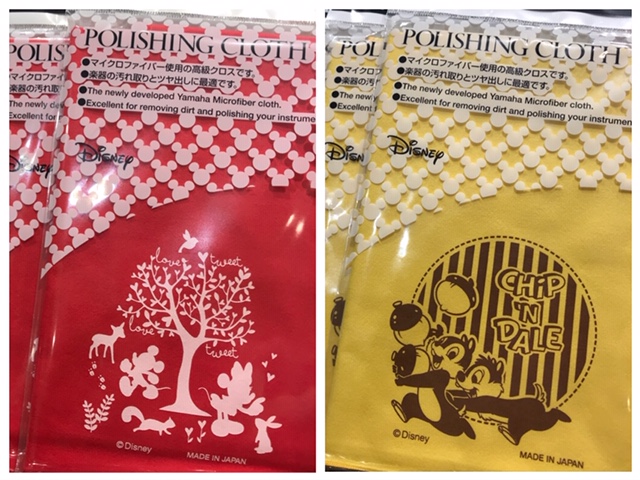 POLISHING CLOTH
●マイクロファイバー使用の高級クロスです。
●楽器の汚れ取りとツヤ出しに最適です。
●The newly developed Yamaha Microfiber cloth.
●Excellent for removing dirt and polishing your instrume
Disney
love tweet
love
tweet
©Disney
MADE IN JAPAN
POLISHING CLOTH
●マイクロファイバー使用の高級クロスです。
●楽器の汚れ取りとツヤ出しに最適です。
●The newly developed Yamaha Microfiber cloth.
●Excellent for removing dirt and polishing your instrumen
Disney
CHIP
'N
DALE
©Disney
MADE IN JAPAN